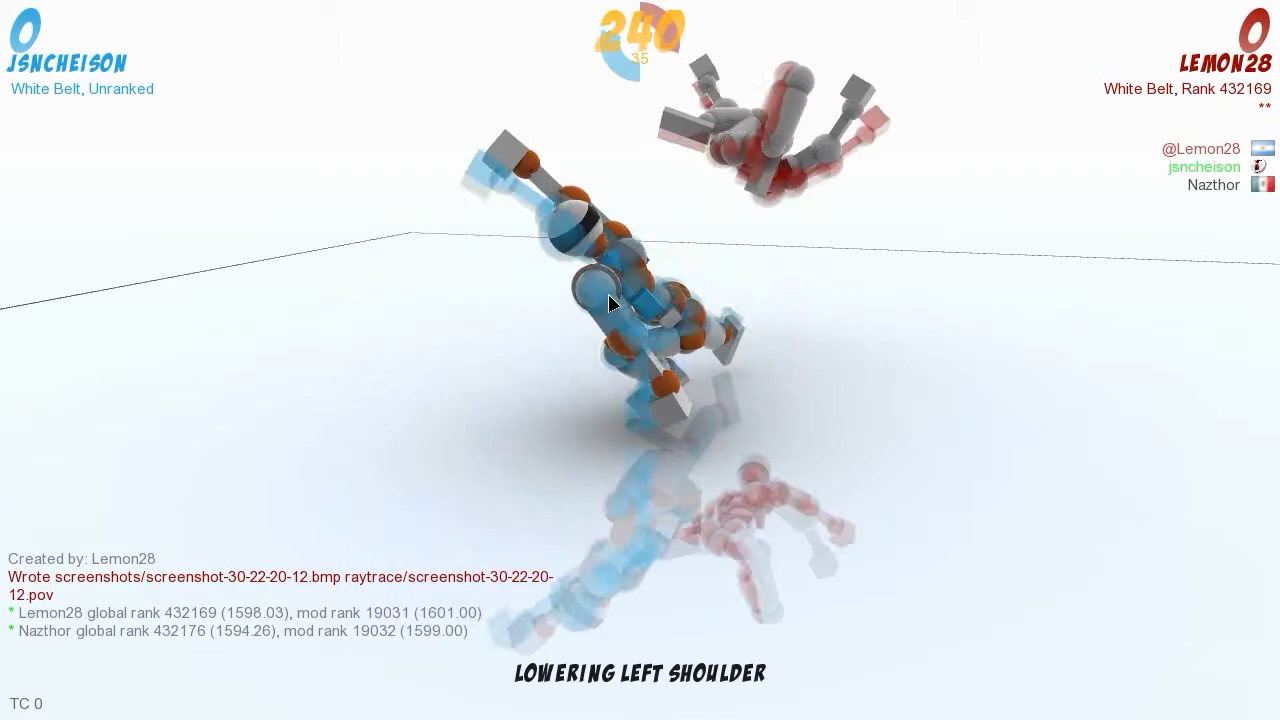 0
JSNCHEISON
White Belt, Unranked
240
35
0
LEMON28
White Belt, Rank 432169
**
@Lemon28
jsncheison
Nazthor
Created by: Lemon28
Wrote screenshots/screenshot-30-22-20-12.bmp raytrace/screenshot-30-22-20-
12.pov
* Lemon28 global rank 432169 (1598.03), mod rank 19031 (1601.00)
* Nazthor global rank 432176 (1594.26), mod rank 19032 (1599.00)
LOWERING LEFT SHOULDER
TC 0